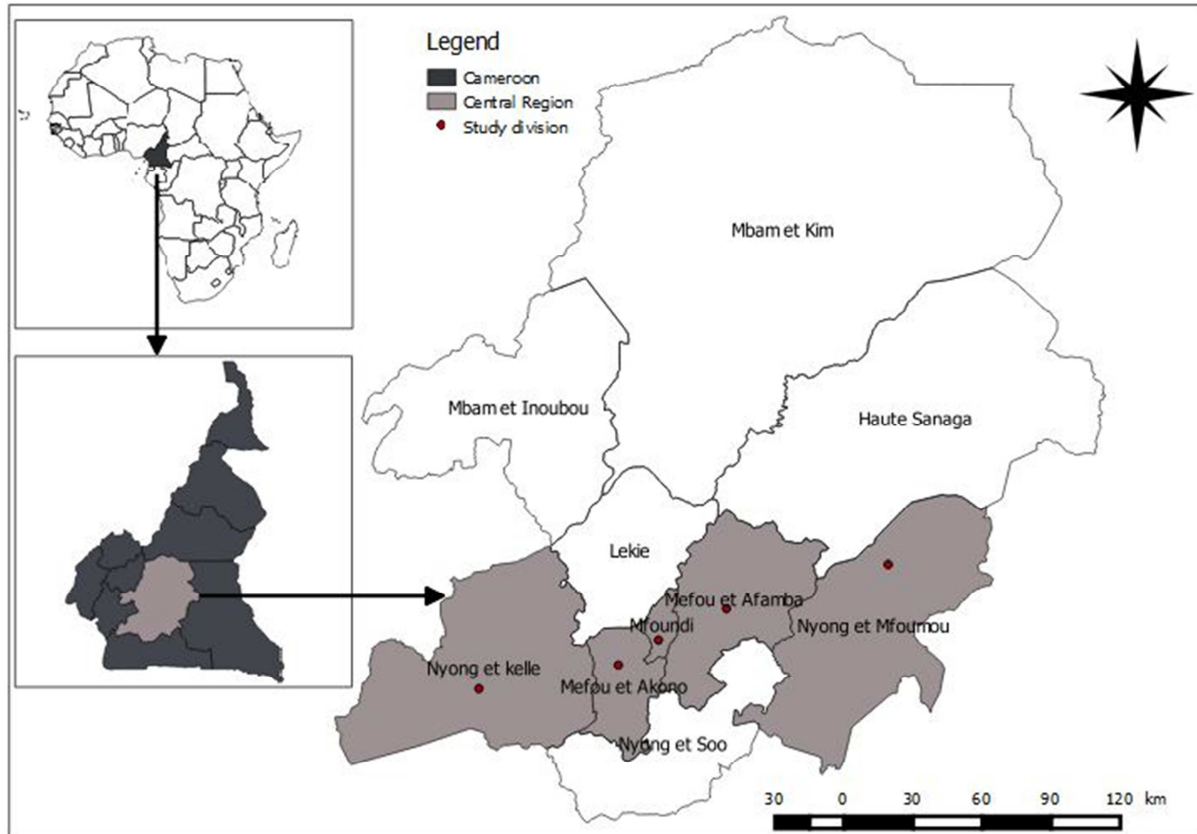 Legend
Cameroon
Central Region
Study division
Mbam et Kim
Mbam et Inoubou
Haute Sanaga
Lekie
Mefou et Afamba
Mfoundi
Nyong et Mfoumou
Nyong et kelle
Mefou et Akono
Nyong et Soo
30 0 30 60 90 120 km